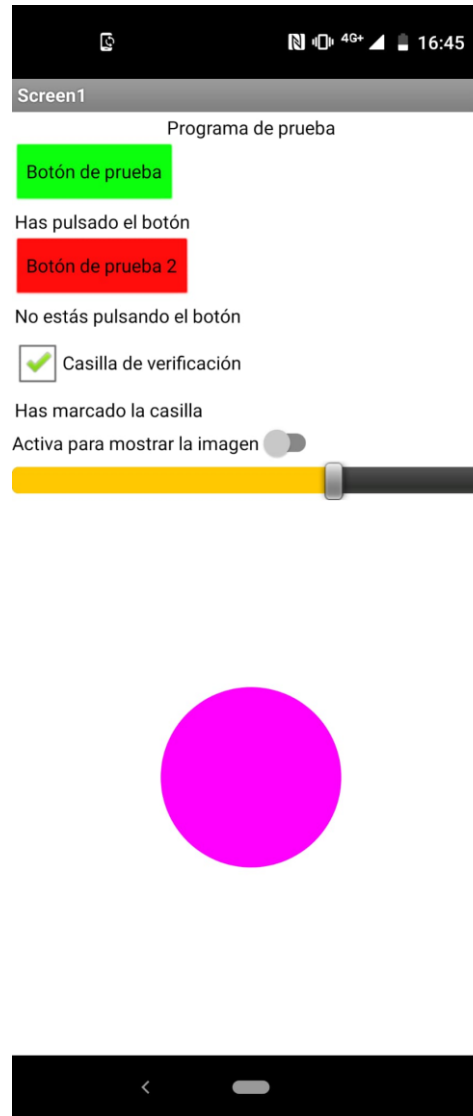 4G+ 16:45
Screen1
Programa de prueba
Botón de prueba
Has pulsado el botón
Botón de prueba 2
No estás pulsando el botón
Casilla de verificación
Has marcado la casilla
Activa para mostrar la imagen